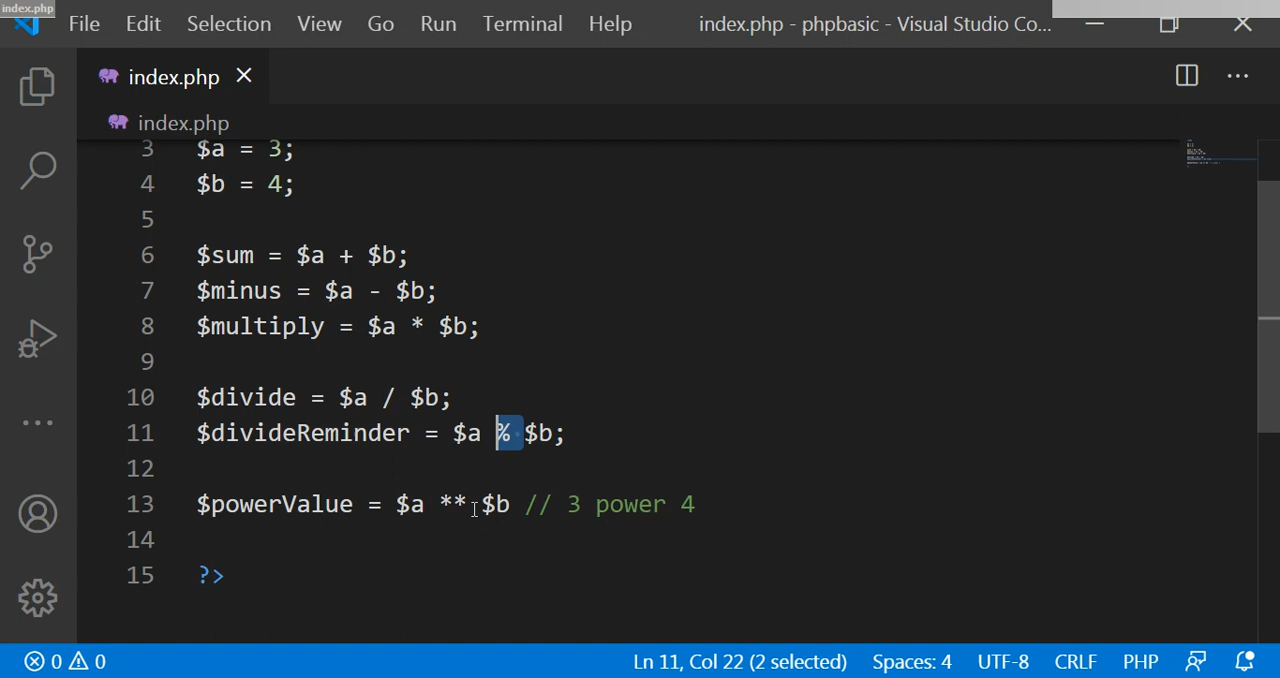 index.php
File Edit Selection View Go Run Terminal Help index.php - phpbasic - Visual Studio Co...
index.php
index.php
3 $a = 3;
4 $b = 4;
5
6 $sum = $a + $b;
7 $minus = $a - $b;
8 $multiply = $a * $b;
9
10 $divide = $a / $b;
11 $divideReminder = $a % $b;
12
13 $powerValue = $a ** $b // 3 power 4
14
15 ?>
0 0 Ln 11, Col 22 (2 selected) Spaces: 4 UTF-8 CRLF PHP